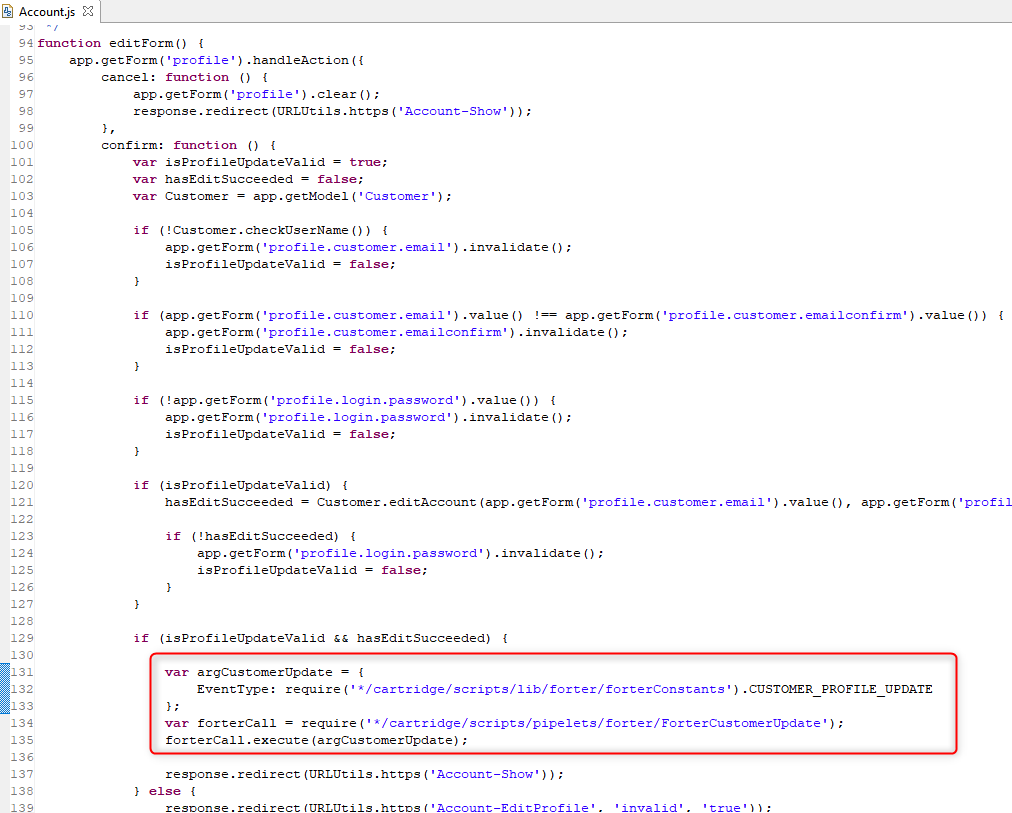 Account.js
93 */
94 function editForm() {
95     app.getForm('profile').handleAction({
96         cancel: function () {
97             app.getForm('profile').clear();
98             response.redirect(URLUtils.https('Account-Show'));
99         },
100         confirm: function () {
101             var isProfileUpdateValid = true;
102             var hasEditSucceeded = false;
103             var Customer = app.getModel('Customer');
104
105             if (!Customer.checkUserName()) {
106                 app.getForm('profile.customer.email').invalidate();
107                 isProfileUpdateValid = false;
108             }
109
110             if (app.getForm('profile.customer.email').value() !== app.getForm('profile.customer.emailconfirm').value()) {
111                 app.getForm('profile.customer.emailconfirm').invalidate();
112                 isProfileUpdateValid = false;
113             }
114
115             if (!app.getForm('profile.login.password').value()) {
116                 app.getForm('profile.login.password').invalidate();
117                 isProfileUpdateValid = false;
118             }
119
120             if (isProfileUpdateValid) {
121                 hasEditSucceeded = Customer.editAccount(app.getForm('profile.customer.email').value(), app.getForm('profil
122
123                 if (!hasEditSucceeded) {
124                     app.getForm('profile.login.password').invalidate();
125                     isProfileUpdateValid = false;
126                 }
127             }
128
129             if (isProfileUpdateValid && hasEditSucceeded) {
130
131                 var argCustomerUpdate = {
132                     EventType: require('*/cartridge/scripts/lib/forter/forterConstants').CUSTOMER_PROFILE_UPDATE
133                 };
134                 var forterCall = require('*/cartridge/scripts/pipelets/forter/ForterCustomerUpdate');
135                 forterCall.execute(argCustomerUpdate);
136
137                 response.redirect(URLUtils.https('Account-Show'));
138             } else {
139                 response.redirect(URLUtils.https('Account-EditProfile', 'invalid', 'true'));